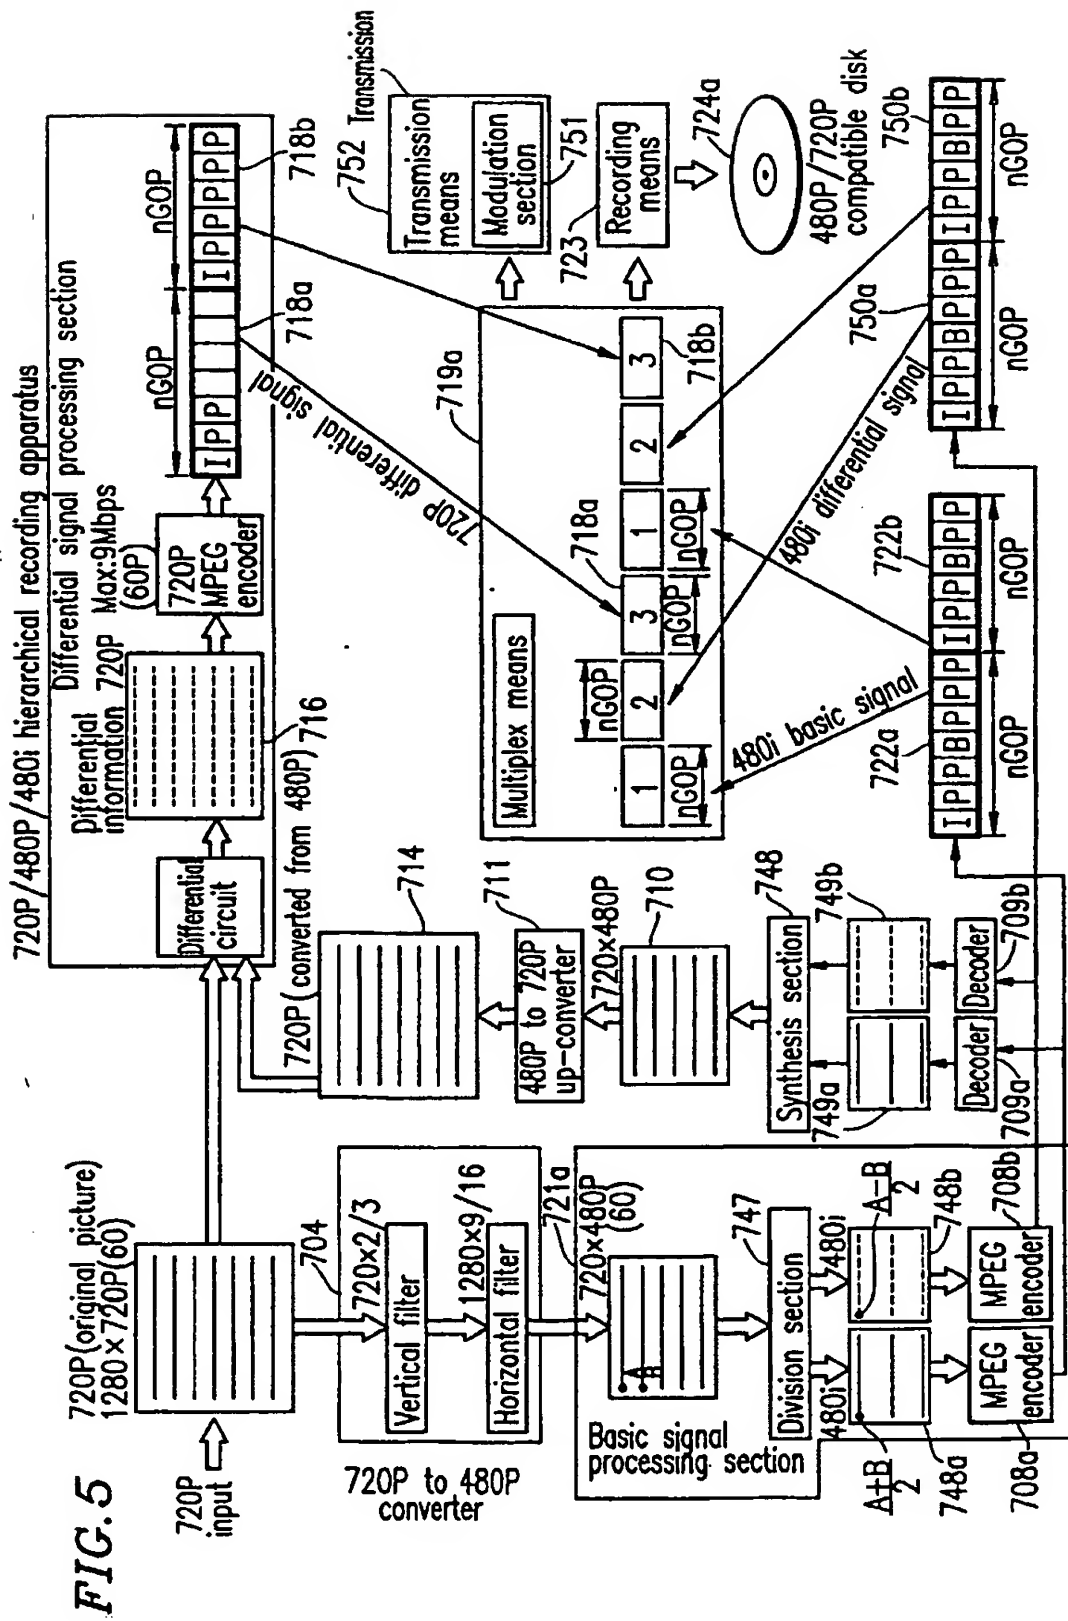 FIG. 5
720P/480P/480i hierarchical recording apparatus
720P
input
720P(original picture)
1280×720P(60)
Differential signal processing section
Differential
circuit
Differential
information 720P
716
Max:9Mbps
(60P)
720P
MPEG
encoder
nGOP
nGOP
I P P
I P P P P P
718a
718b
720P differential signal
720P to 480P
converter
704
720×2/3
Vertical filter
1280×9/16
Horizontal filter
720P(converted from 480P)
714
711
480P to 720P
up-converter
720×480P
710
748
Synthesis section
749a
749b
Decoder
Decoder
709a
709b
Basic signal
processing section
721a
720×480P
(60)
A
B
747
Division section
480i
480i
A+B
2
A−B
2
748a
748b
MPEG
encoder
MPEG
encoder
708a
708b
719a
Multiplex means
1
2
3
1
2
3
718a
718b
nGOP
nGOP
nGOP
nGOP
480i basic signal
480i differential signal
752
Transmission
Transmission
means
Modulation
section
751
723
Recording
means
724a
480P/720P
compatible disk
722a
722b
I P P B P P P
I P P B P P
nGOP
nGOP
750a
750b
I P P B P P P
I P P B P P
nGOP
nGOP